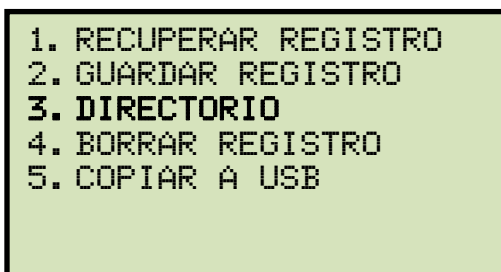 1. RECUPERAR REGISTRO
2. GUARDAR REGISTRO
3. DIRECTORIO
4. BORRAR REGISTRO
5. COPIAR A USB